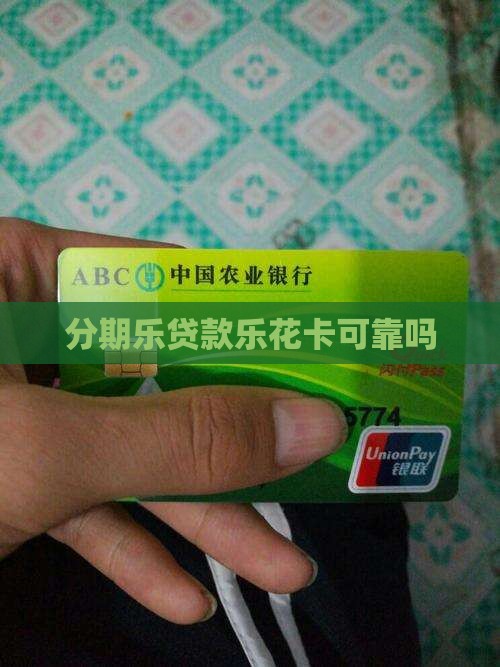 ABC 中国农业银行
分期乐贷款乐花卡可靠吗
闪付Pass
5774
UnionPay
银联